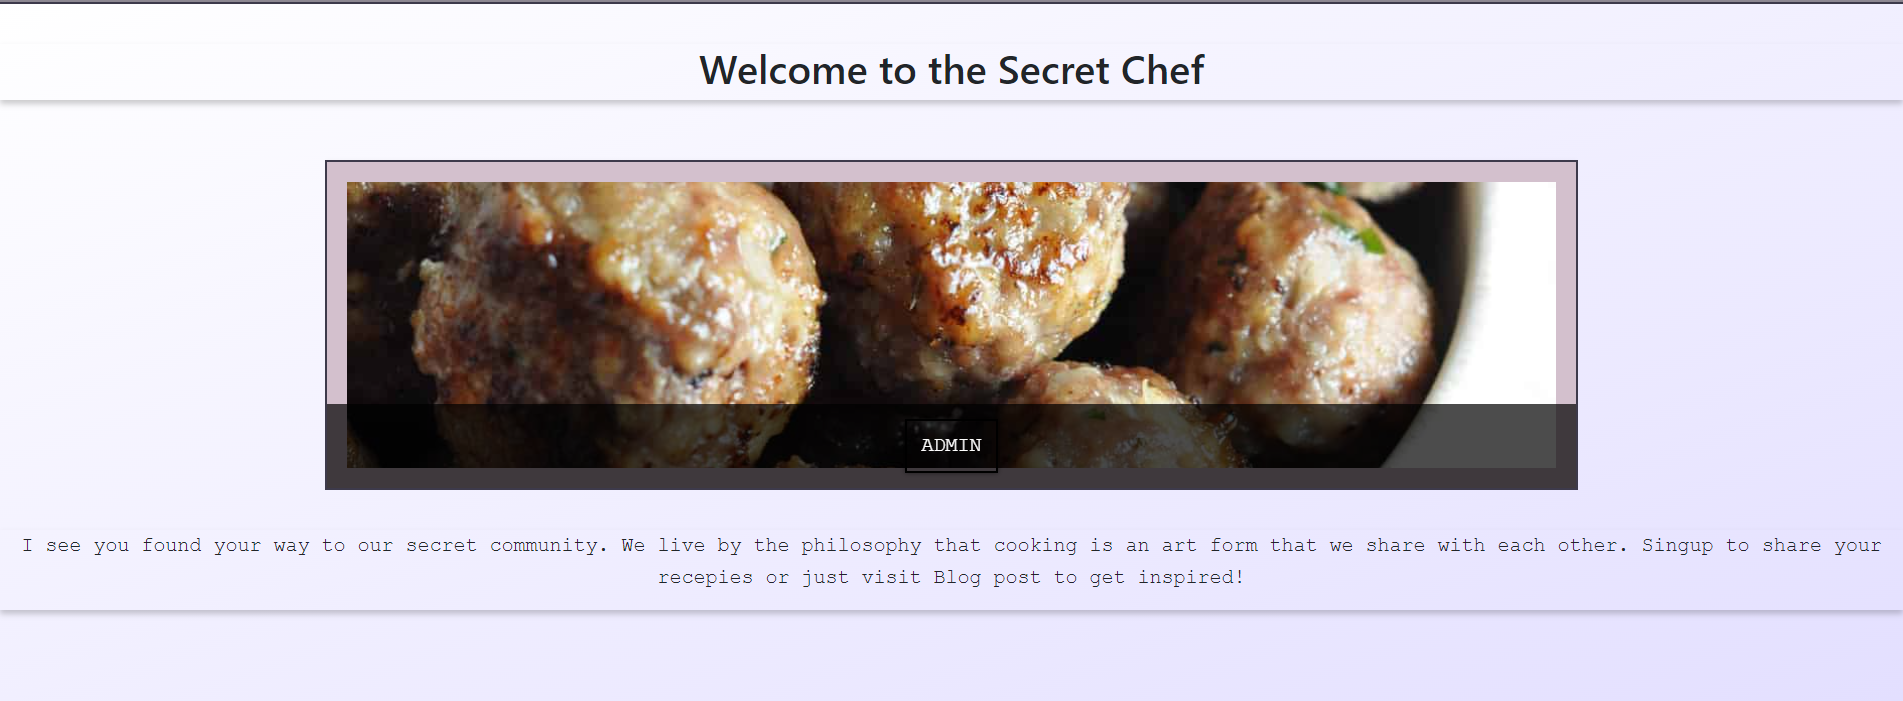 Welcome to the Secret Chef
ADMIN
I see you found your way to our secret community. We live by the philosophy that cooking is an art form that we share with each other. Singup to share your
recepies or just visit Blog post to get inspired!